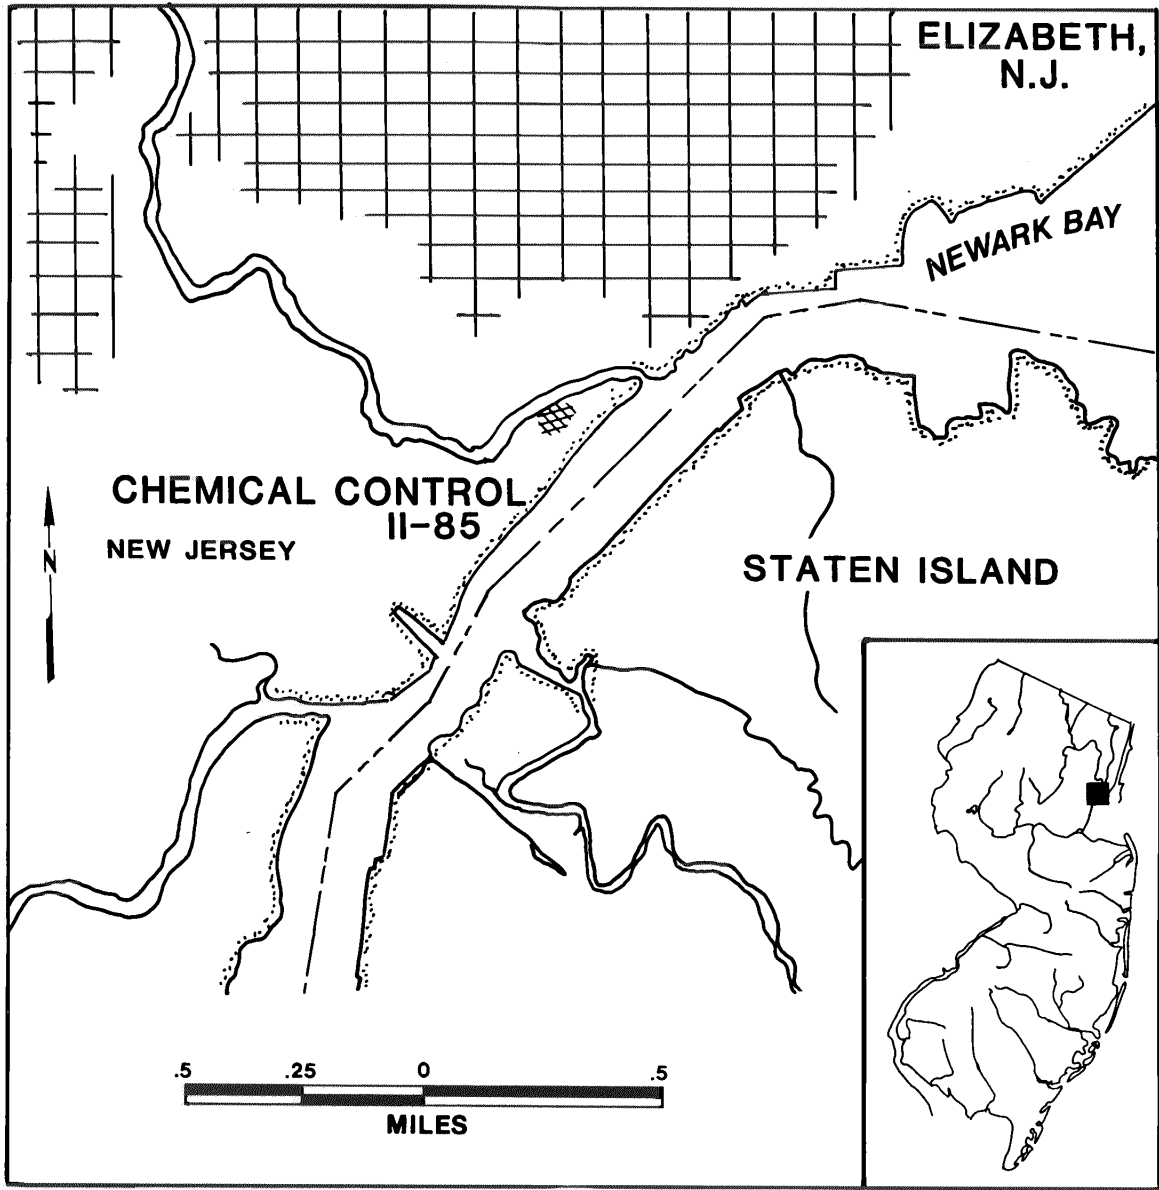 ELIZABETH,
N.J.
NEWARK BAY
CHEMICAL CONTROL
II-85
NEW JERSEY
N
STATEN ISLAND
.5 .25 0 .5
MILES